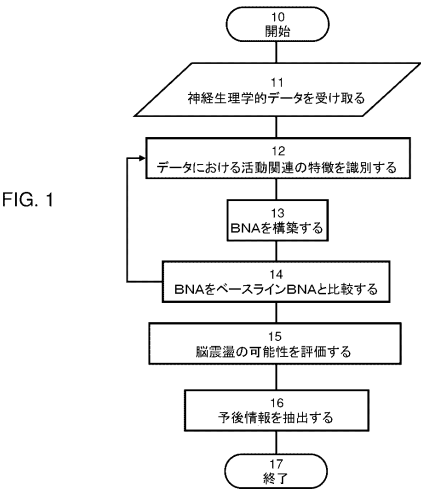 10
開始
11
神経生理学的データを受け取る
12
データにおける活動関連の特徴を識別する
FIG. 1
13
BNAを構築する
14
BNAをベースラインBNAと比較する
15
脳震盪の可能性を評価する
16
予後情報を抽出する
17
終了